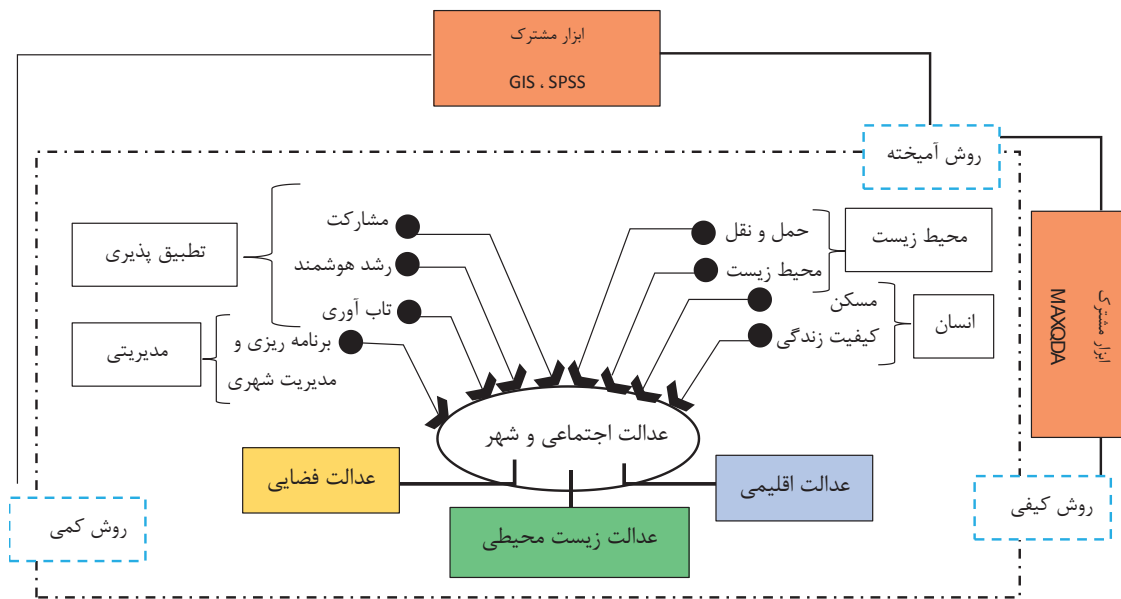 ابزار مشترک
GIS ، SPSS
روش آمیخته
محیط زیست
حمل و نقل
محیط زیست
انسان
مسکن
کیفیت زندگی
مشارکت
رشد هوشمند
تاب آوری
تطبیق پذیری
برنامه ریزی و
مدیریت شهری
مدیریتی
ابزار مشترک
MAXQDA
عدالت اجتماعی و شهر
عدالت اقلیمی
عدالت فضایی
عدالت زیست محیطی
روش کیفی
روش کمی